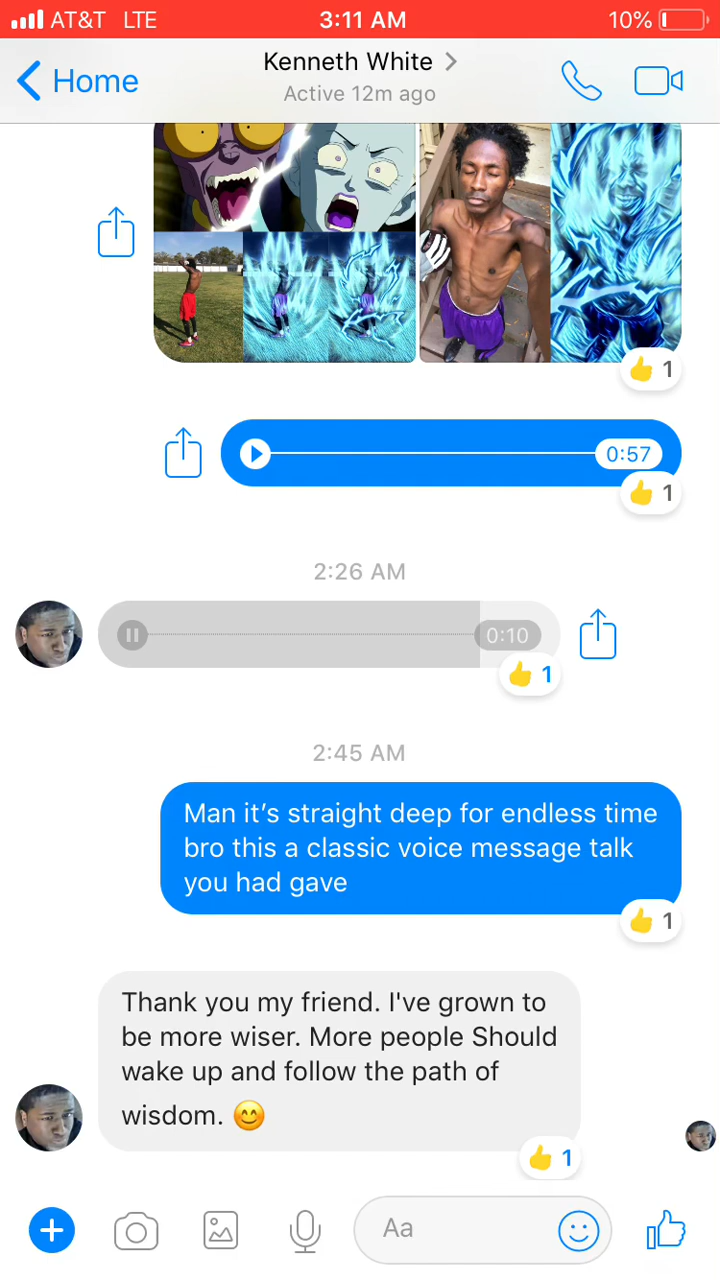 AT&T LTE 3:11 AM 10%
Home
Kenneth White
Active 12m ago
1
0:57
1
2:26 AM
0:10
1
2:45 AM
Man it’s straight deep for endless time
bro this a classic voice message talk
you had gave
1
Thank you my friend. I've grown to
be more wiser. More people Should
wake up and follow the path of
wisdom. 😊
1
Aa